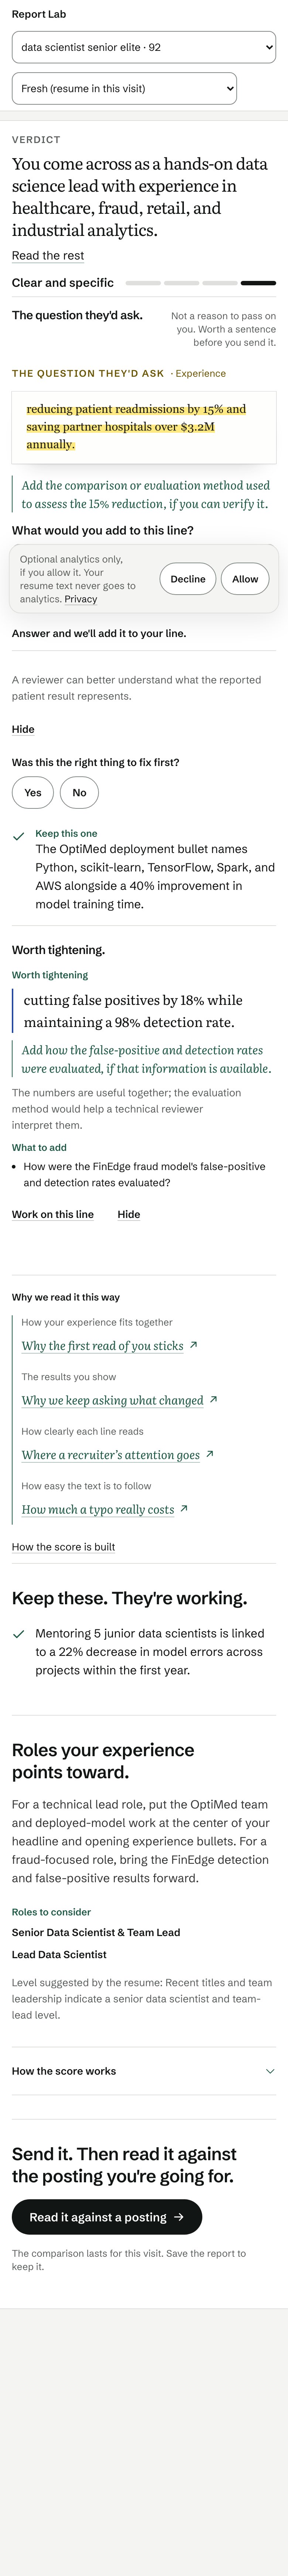 Report Lab
data scientist senior elite · 92
Fresh (resume in this visit)
VERDICT
You come across as a hands-on data
science lead with experience in
healthcare, fraud, retail, and
industrial analytics.
Read the rest
Clear and specific
The question they'd ask.
Not a reason to pass on
you. Worth a sentence
before you send it.
THE QUESTION THEY'D ASK · Experience
reducing patient readmissions by 15% and
saving partner hospitals over $3.2M
annually.
Add the comparison or evaluation method used
to assess the 15% reduction, if you can verify it.
What would you add to this line?
Optional analytics only,
if you allow it. Your
resume text never goes to
analytics. Privacy
Decline
Allow
Answer and we'll add it to your line.
A reviewer can better understand what the reported
patient result represents.
Hide
Was this the right thing to fix first?
Yes
No
Keep this one
The OptiMed deployment bullet names
Python, scikit-learn, TensorFlow, Spark, and
AWS alongside a 40% improvement in
model training time.
Worth tightening.
Worth tightening
cutting false positives by 18% while
maintaining a 98% detection rate.
Add how the false-positive and detection rates
were evaluated, if that information is available.
The numbers are useful together; the evaluation
method would help a technical reviewer
interpret them.
What to add
• How were the FinEdge fraud model's false-positive
and detection rates evaluated?
Work on this line
Hide
Why we read it this way
How your experience fits together
Why the first read of you sticks ↗
The results you show
Why we keep asking what changed ↗
How clearly each line reads
Where a recruiter's attention goes ↗
How easy the text is to follow
How much a typo really costs ↗
How the score is built
Keep these. They're working.
Mentoring 5 junior data scientists is linked
to a 22% decrease in model errors across
projects within the first year.
Roles your experience
points toward.
For a technical lead role, put the OptiMed team
and deployed-model work at the center of your
headline and opening experience bullets. For a
fraud-focused role, bring the FinEdge detection
and false-positive results forward.
Roles to consider
Senior Data Scientist & Team Lead
Lead Data Scientist
Level suggested by the resume: Recent titles and team
leadership indicate a senior data scientist and team-
lead level.
How the score works
Send it. Then read it against
the posting you're going for.
Read it against a posting →
The comparison lasts for this visit. Save the report to
keep it.